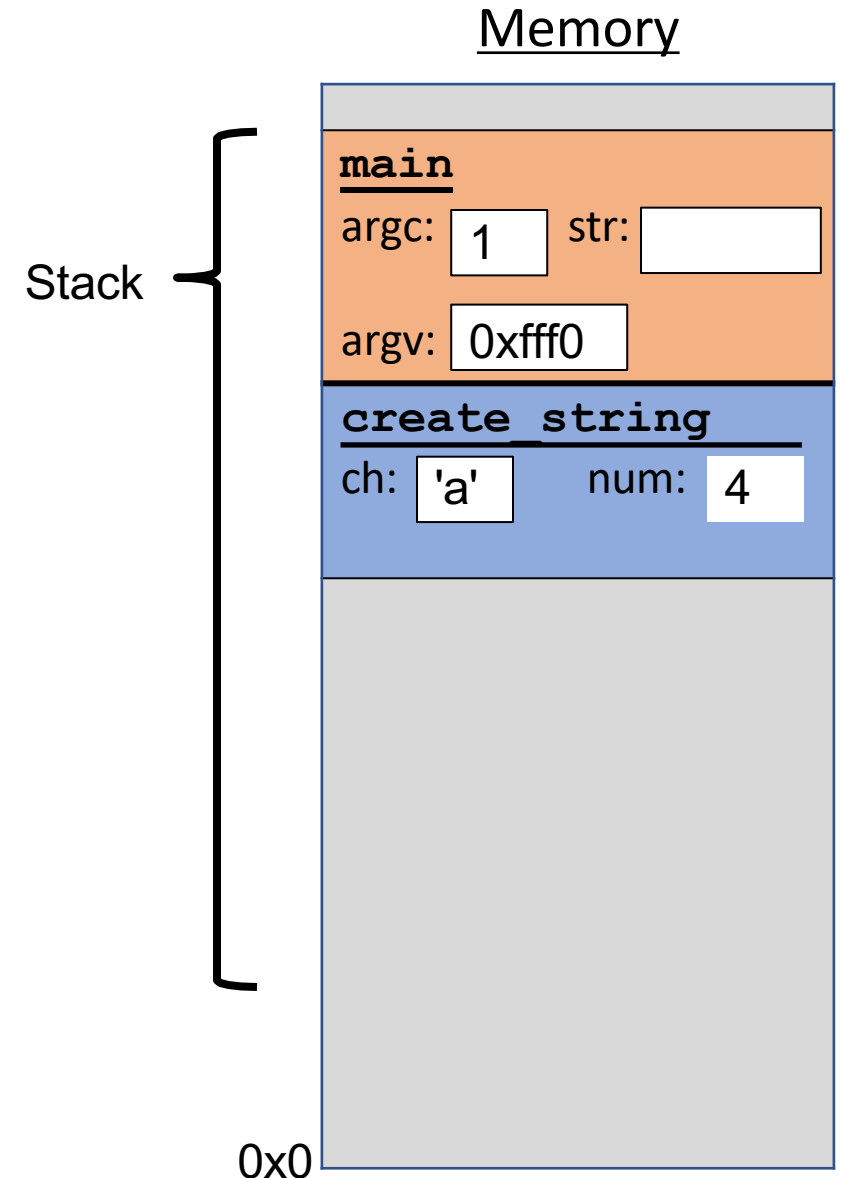 Memory
main
argc: 1 str:
Stack
argv: 0xfff0
create_string
ch: 'a' num: 4
0x0